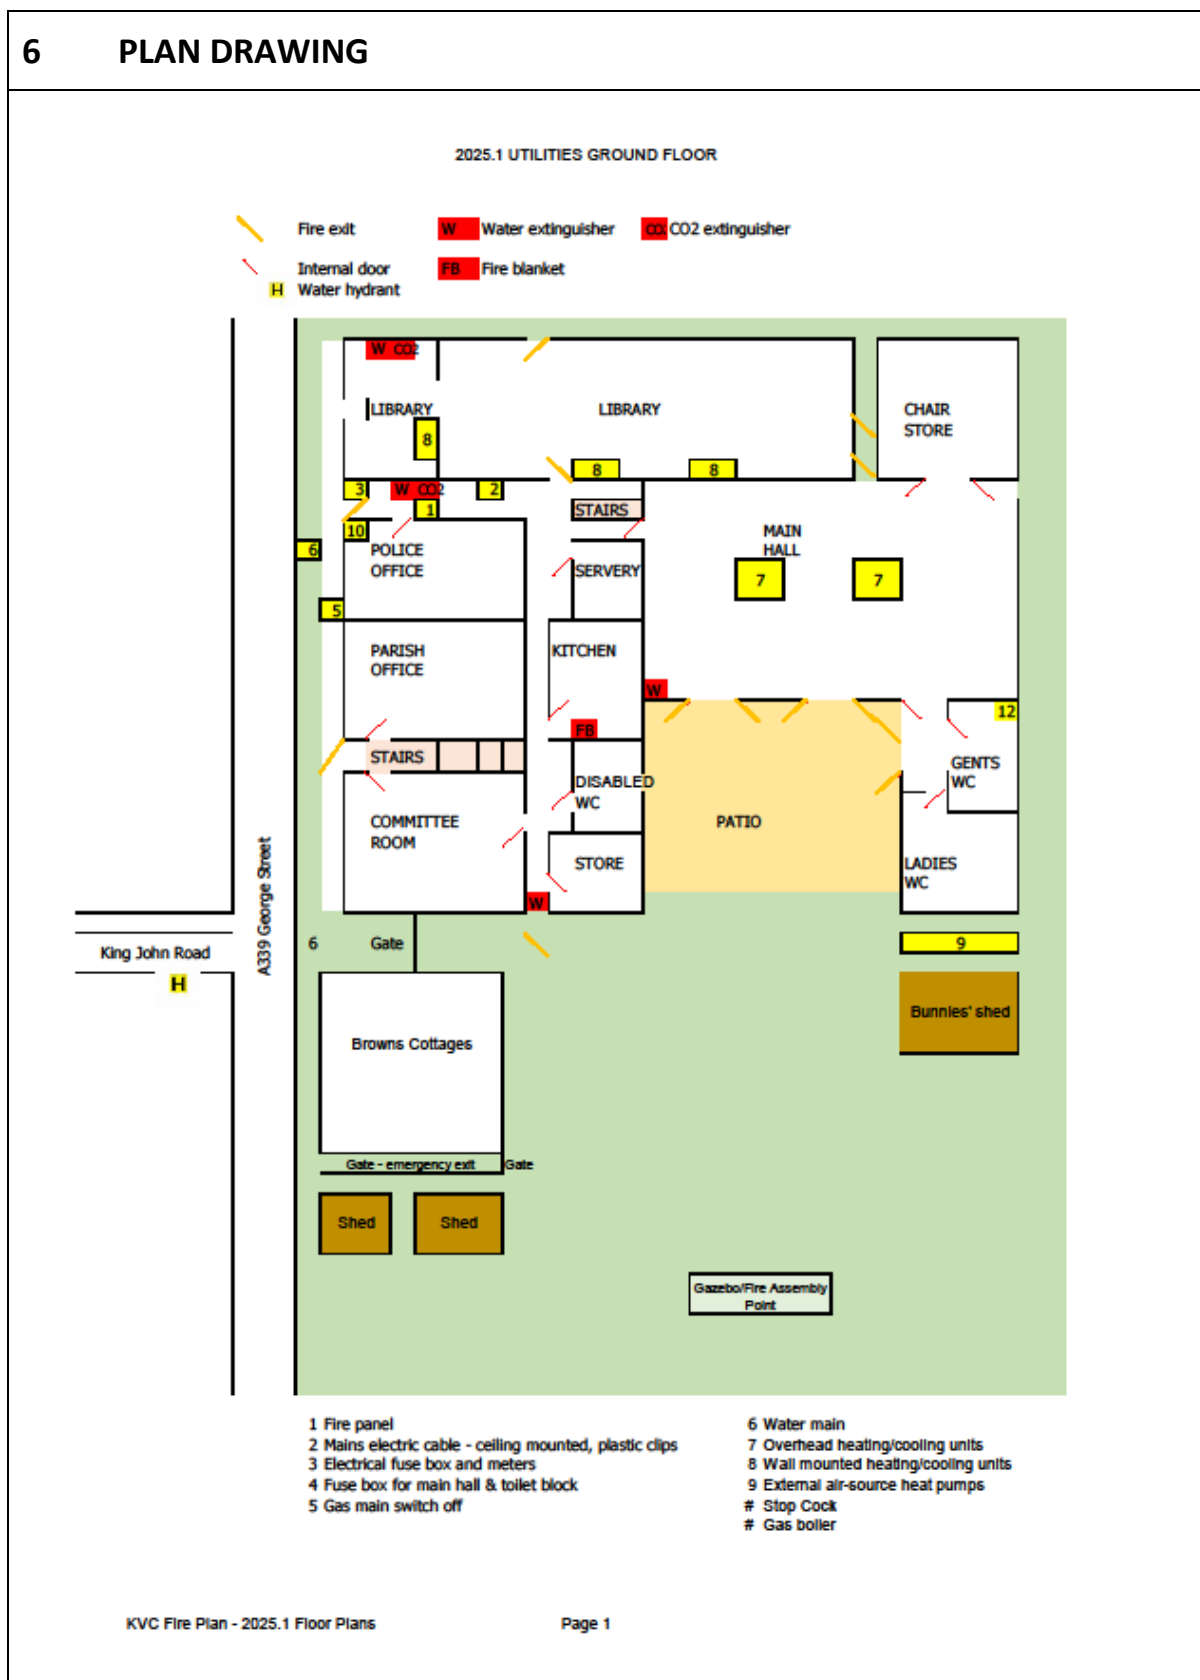 6 PLAN DRAWING
2025.1 UTILITIES GROUND FLOOR
Fire exit
W Water extinguisher
CO2 extinguisher
Internal door
FB Fire blanket
H Water hydrant
W CO2
LIBRARY
LIBRARY
CHAIR
STORE
8
8
8
3
W CO2
2
1
STAIRS
10
6
POLICE
OFFICE
SERVERY
MAIN
HALL
7
7
5
PARISH
OFFICE
KITCHEN
W
12
FB
STAIRS
GENTS
WC
DISABLED
WC
COMMITTEE
ROOM
PATIO
STORE
LADIES
WC
W
A339 George Street
King John Road
H
6
Gate
9
Bunnies' shed
Browns Cottages
Gate - emergency exit
Gate
Shed
Shed
Gazebo/Fire Assembly
Point
1 Fire panel
2 Mains electric cable - ceiling mounted, plastic clips
3 Electrical fuse box and meters
4 Fuse box for main hall & toilet block
5 Gas main switch off
6 Water main
7 Overhead heating/cooling units
8 Wall mounted heating/cooling units
9 External air-source heat pumps
# Stop Cock
# Gas boiler
KVC Fire Plan - 2025.1 Floor Plans
Page 1